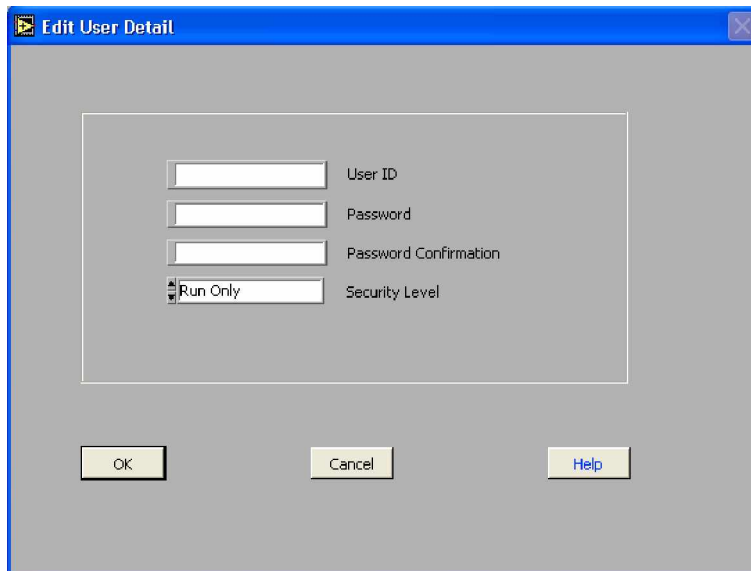 Edit User Detail
User ID
Password
Password Confirmation
Run Only Security Level
OK Cancel Help